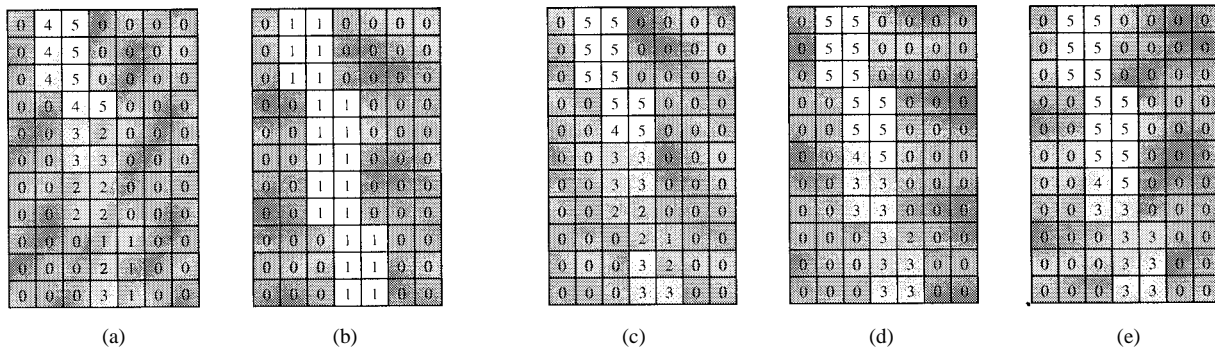 0 4 5 0 0 0 0 0 1 1 0 0 0 0 0 5 5 0 0 0 0 0 5 5 0 0 0 0 0 5 5 0 0 0 0
0 4 5 0 0 0 0 0 1 1 0 0 0 0 0 5 5 0 0 0 0 0 5 5 0 0 0 0 0 5 5 0 0 0 0
0 4 5 0 0 0 0 0 1 1 0 0 0 0 0 5 5 0 0 0 0 0 5 5 0 0 0 0 0 5 5 0 0 0 0
0 0 4 5 0 0 0 0 0 1 1 0 0 0 0 0 5 5 0 0 0 0 0 5 5 0 0 0 0 0 5 5 0 0 0
0 0 3 2 0 0 0 0 0 1 1 0 0 0 0 0 4 5 0 0 0 0 0 5 5 0 0 0 0 0 5 5 0 0 0
0 0 3 3 0 0 0 0 0 1 1 0 0 0 0 0 3 3 0 0 0 0 0 4 5 0 0 0 0 0 5 5 0 0 0
0 0 2 2 0 0 0 0 0 1 1 0 0 0 0 0 3 3 0 0 0 0 0 3 3 0 0 0 0 0 4 5 0 0 0
0 0 2 2 0 0 0 0 0 1 1 0 0 0 0 0 2 2 0 0 0 0 0 3 3 0 0 0 0 0 3 3 0 0 0
0 0 0 1 1 0 0 0 0 0 1 1 0 0 0 0 0 2 1 0 0 0 0 0 3 2 0 0 0 0 0 3 3 0 0
0 0 0 2 1 0 0 0 0 0 1 1 0 0 0 0 0 3 2 0 0 0 0 0 3 3 0 0 0 0 0 3 3 0 0
0 0 0 3 1 0 0 0 0 0 1 1 0 0 0 0 0 3 3 0 0 0 0 0 3 3 0 0 0 0 0 3 3 0 0
(a) (b) (c) (d) (e)